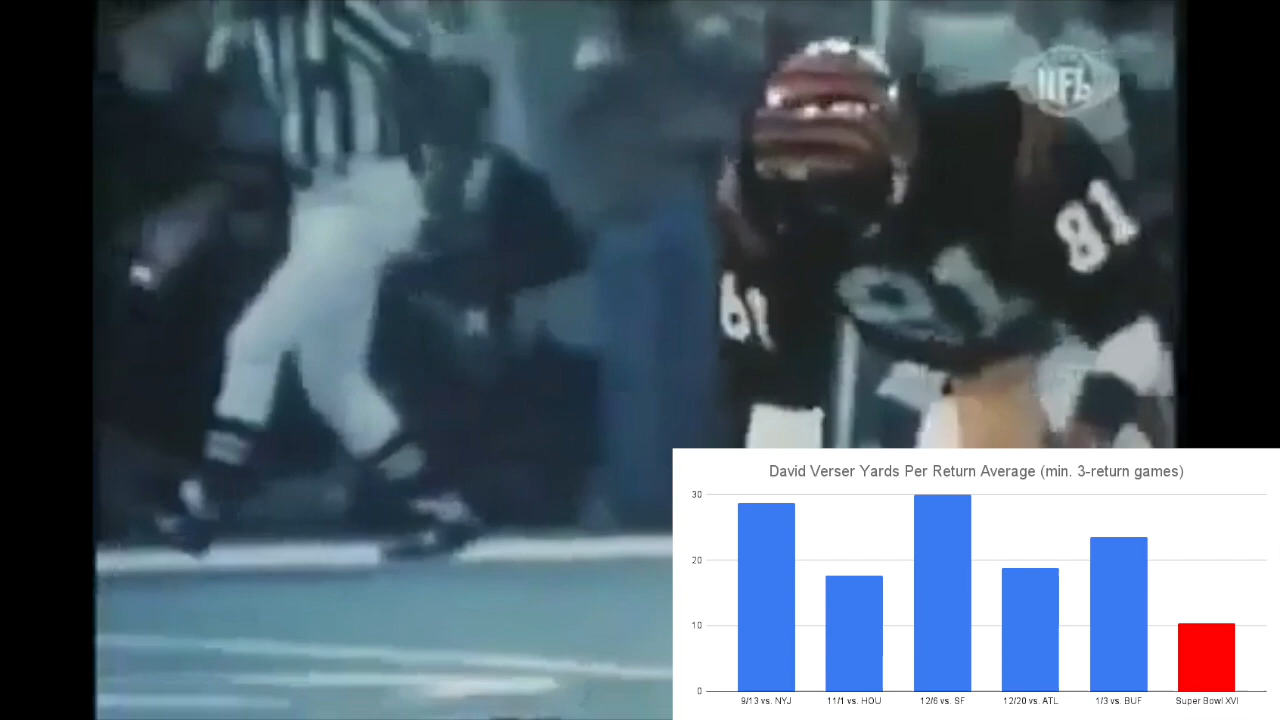 NFL
81
81
81
David Verser Yards Per Return Average (min. 3-return games)
30
20
10
0
9/13 vs. NYJ
11/1 vs. HOU
12/6 vs. SF
12/20 vs. ATL
1/3 vs. BUF
Super Bowl XVI